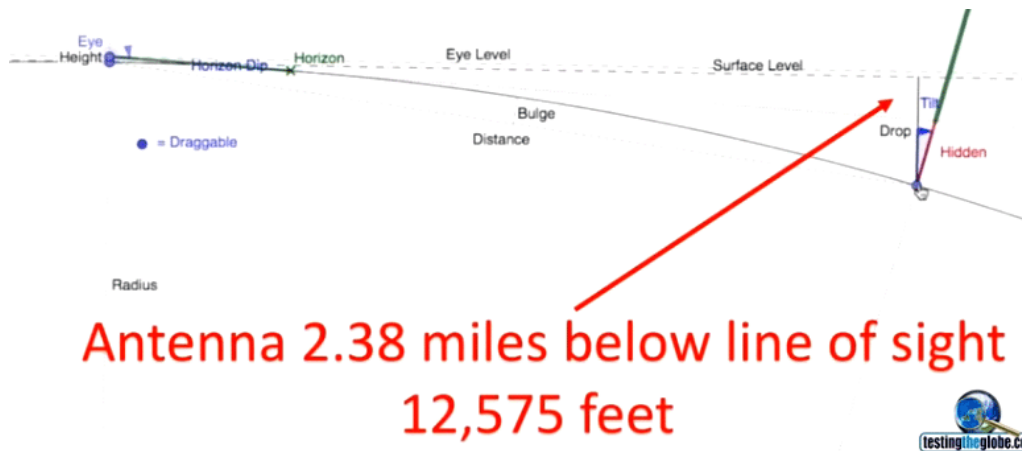 Eye
Height
Horizon Dip
Horizon
Eye Level
Surface Level
Bulge
Distance
= Draggable
Tilt
Drop
Hidden
Radius
Antenna 2.38 miles below line of sight
12,575 feet
testingtheglobe.co